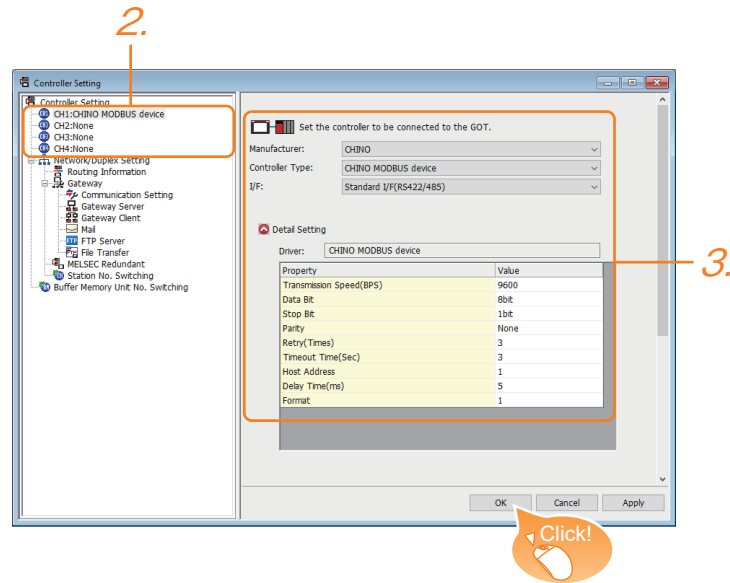 2.
Controller Setting
Controller Setting
CH1:CHINO MODBUS device
CH2:None
CH3:None
CH4:None
Network/Duplex Setting
Routing Information
Gateway
Communication Setting
Gateway Server
Gateway Client
Mail
FTP Server
File Transfer
MELSEC Redundant
Station No. Switching
Buffer Memory Unit No. Switching
Set the controller to be connected to the GOT.
Manufacturer: CHINO
Controller Type: CHINO MODBUS device
I/F: Standard I/F(RS422/485)
Detail Setting
Driver: CHINO MODBUS device
Property Value
Transmission Speed(BPS) 9600
Data Bit 8bit
Stop Bit 1bit
Parity None
Retry(Times) 3
Timeout Time(Sec) 3
Host Address 1
Delay Time(ms) 5
Format 1
3.
OK Cancel Apply
Click!